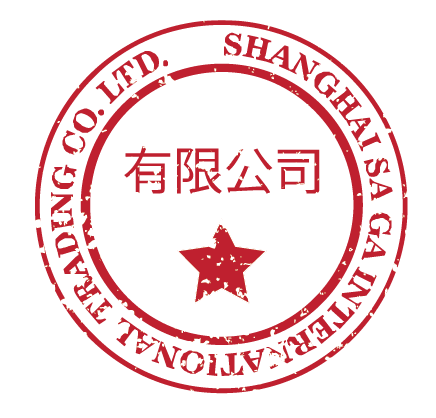 SHANGHAI SA GA INTERNATIONAL TRADING CO. LTD.
有限公司